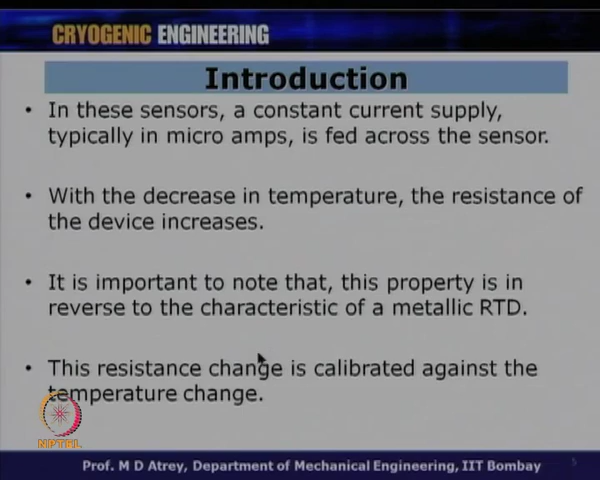 CRYOGENIC ENGINEERING
Introduction
• In these sensors, a constant current supply,
typically in micro amps, is fed across the sensor.
• With the decrease in temperature, the resistance of
the device increases.
• It is important to note that, this property is in
reverse to the characteristic of a metallic RTD.
• This resistance change is calibrated against the
temperature change.
NPTEL
Prof. M D Atrey, Department of Mechanical Engineering, IIT Bombay